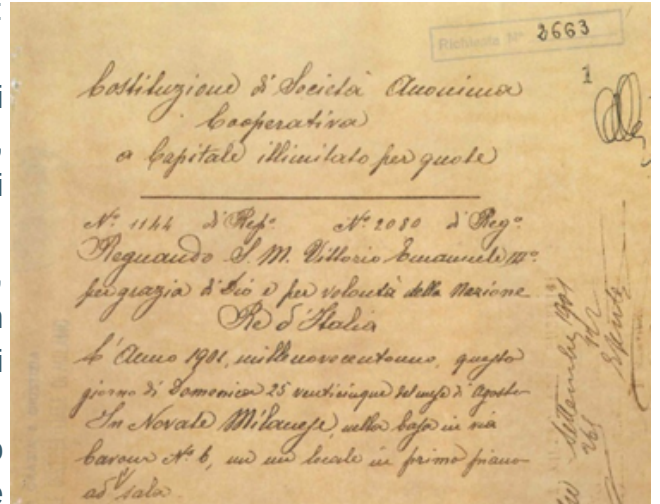 Richiesta N° 2663
1
Costituzione di Società Anonima
Cooperativa
a Capitale illimitato per quote
N° 1144 di Rep° N° 2080 di Reg°
Regnando S. M. Vittorio Emanuele III°
per grazia di Dio e per volontà della Nazione
Re d'Italia
L'Anno 1901, millenovecentouno, questo
giorno di Domenica 25 venticinque del mese di Agosto
In Novate Milanese, nella casa in via
Cavour N° 6, in un locale in primo piano
ad sala
Settembre 1901